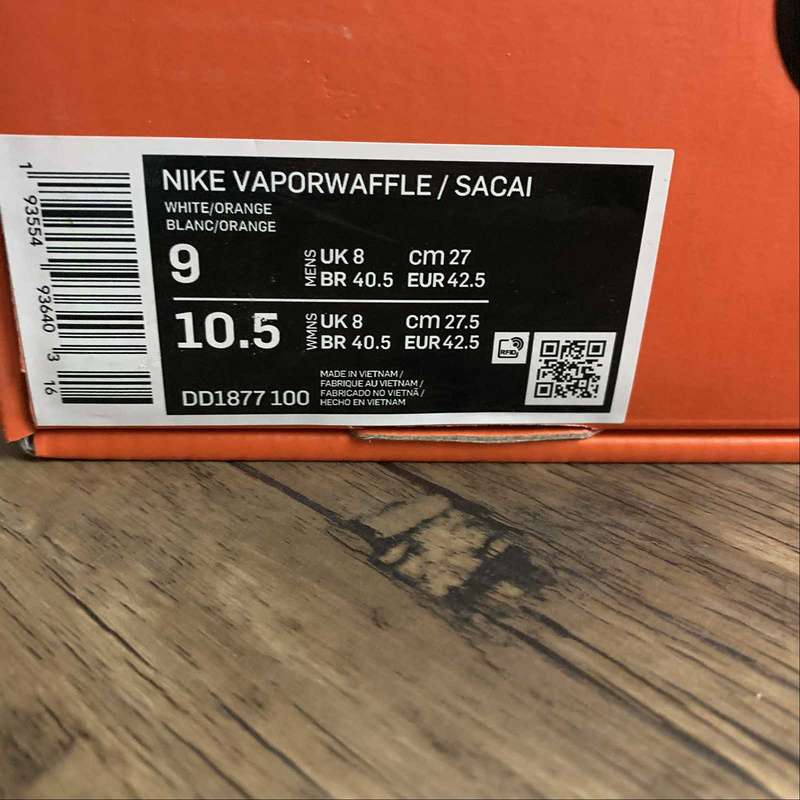 NIKE VAPORWAFFLE / SACAI
WHITE/ORANGE
BLANC/ORANGE
9
MENS
UK 8 cm 27
BR 40.5 EUR 42.5
10.5
WMNS
UK 8 cm 27.5
BR 40.5 EUR 42.5
DD1877 100
MADE IN VIETNAM /
FABRIQUE AU VIETNAM /
FABRICADO NO VIETNÃ /
HECHO EN VIETNAM
RFID
1 93554 93640 3 16